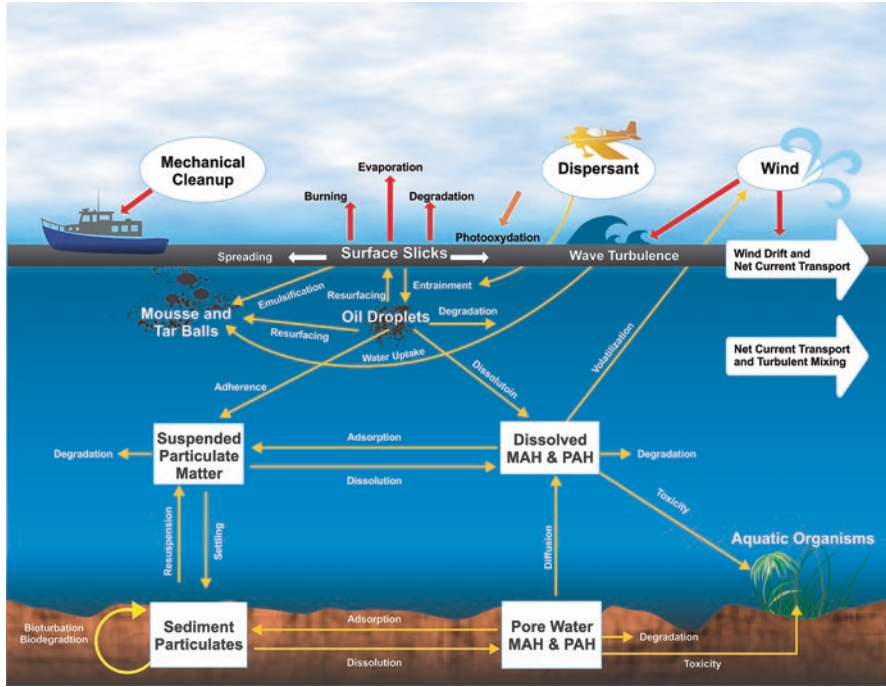 Mechanical
Cleanup
Dispersant
Wind
Evaporation
Burning
Degradation
Photooxydation
Spreading
Surface Slicks
Wave Turbulence
Wind Drift and
Net Current Transport
Emulsification
Resurfacing
Entrainment
Mousse and
Tar Balls
Oil Droplets
Degradation
Resurfacing
Water Uptake
Volatilization
Net Current Transport
and Turbulent Mixing
Adherence
Dissolutoin
Suspended
Particulate
Matter
Degradation
Adsorption
Dissolution
Dissolved
MAH & PAH
Degradation
Toxicity
Resuspension
Settling
Diffusion
Aquatic Organisms
Bioturbation
Biodegradtion
Sediment
Particulates
Adsorption
Dissolution
Pore Water
MAH & PAH
Degradation
Toxicity